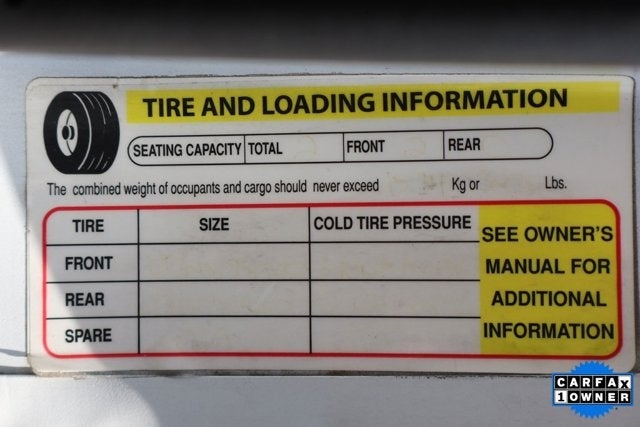 TIRE AND LOADING INFORMATION
SEATING CAPACITY TOTAL FRONT REAR
The combined weight of occupants and cargo should never exceed Kg or Lbs.
TIRE SIZE COLD TIRE PRESSURE
FRONT
REAR
SPARE
SEE OWNER'S
MANUAL FOR
ADDITIONAL
INFORMATION
CARFAX
1 OWNER